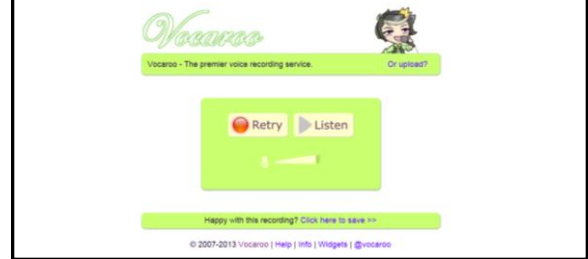 Vocaroo
Vocaroo - The premier voice recording service. Or upload?
Retry Listen
Happy with this recording? Click here to save >>
© 2007-2013 Vocaroo | Help | Info | Widgets | @vocaroo